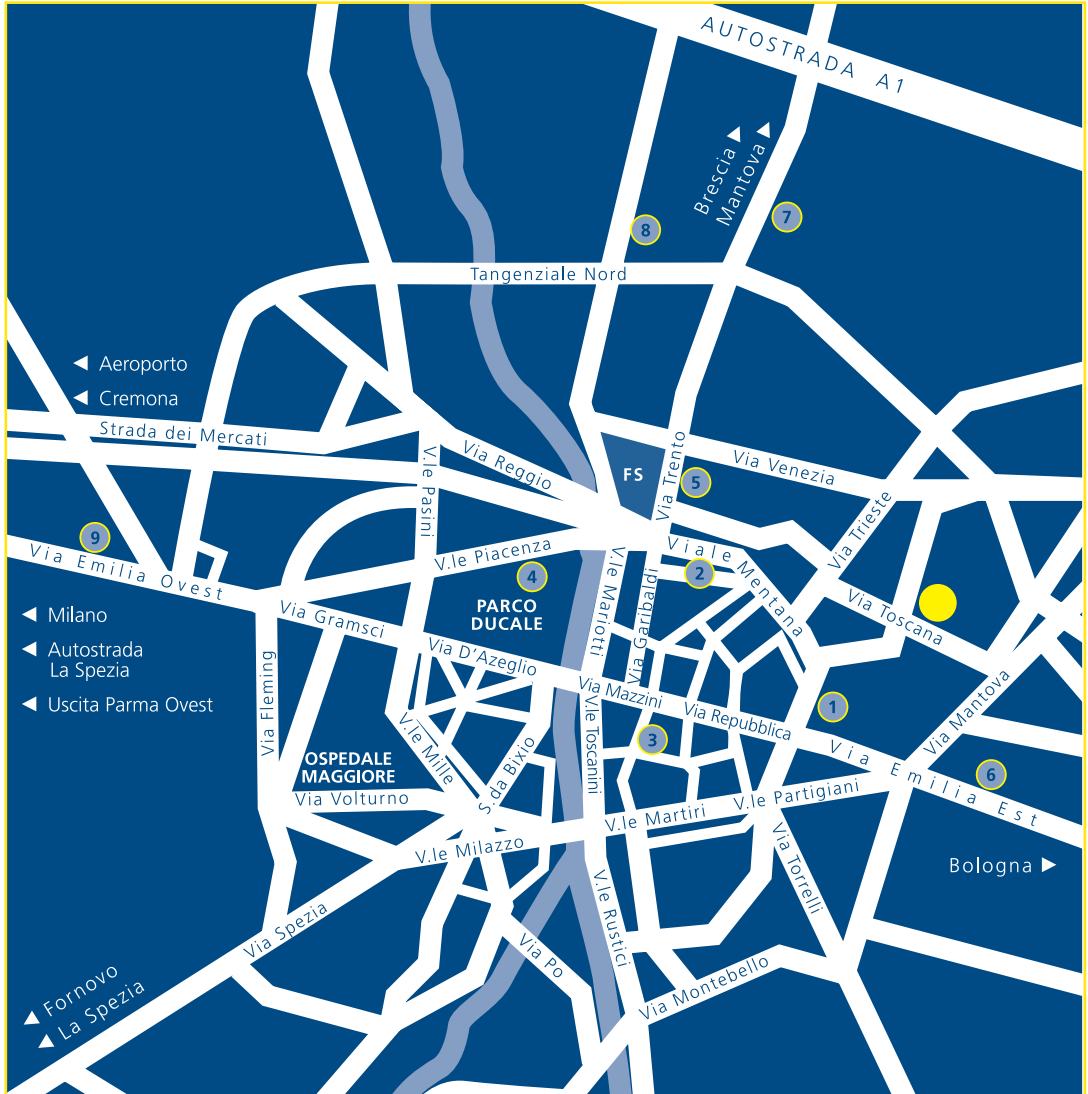 AUTOSTRADA A1
Brescia
Mantova
7
8
Tangenziale Nord
Aeroporto
Cremona
Strada dei Mercati
V.le Pasini
Via Reggio
FS
Via Trento
5
Via Venezia
Via Trieste
9
Via Emilia Ovest
V.le Piacenza
4
PARCO
DUCALE
V.le Mariotti
Via Garibaldi
2
Viale Mentana
Via Toscana
Milano
Autostrada
La Spezia
Uscita Parma Ovest
Via Gramsci
Via D'Azeglio
Via Mazzini
Via Repubblica
1
Via Mantova
Via Emilia Est
6
Via Fleming
V.le Mille
S.da Bixio
V.le Toscanini
3
OSPEDALE
MAGGIORE
Via Volturno
V.le Milazzo
V.le Martiri
V.le Partigiani
Via Torrelli
Bologna
Via Spezia
Via Po
V.le Rustici
Via Montebello
Fornovo
La Spezia